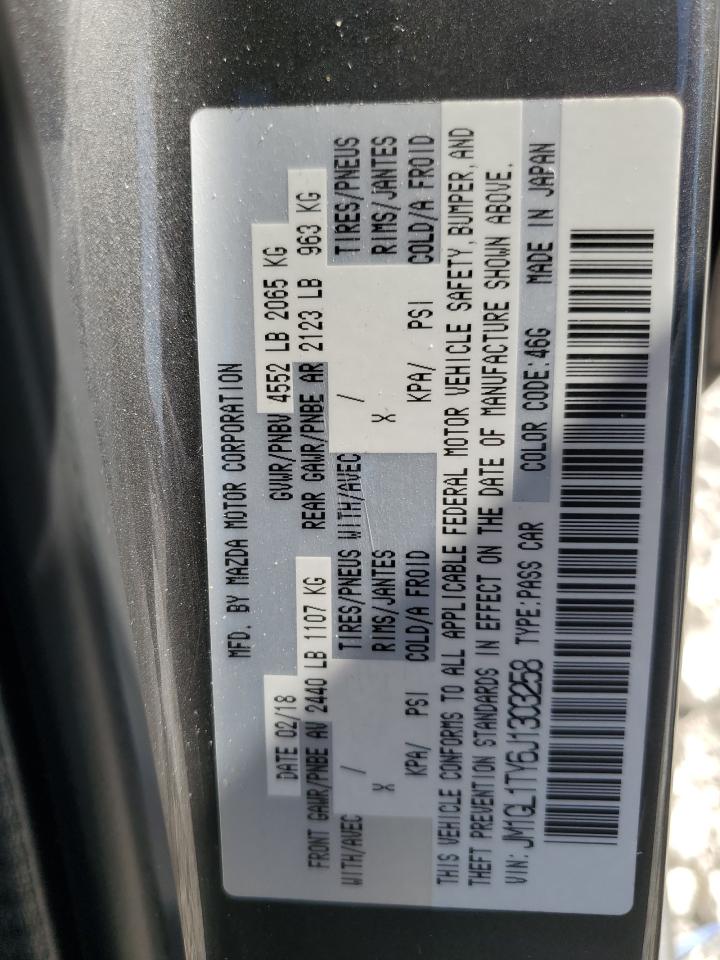 MFD. BY MAZDA MOTOR CORPORATION
DATE 02/18 GVWR/PNBV 4552 LB 2065 KG
FRONT GAWR/PNBE AV 2440 LB 1107 KG REAR GAWR/PNBE AR 2123 LB 963 KG
WITH/AVEC / TIRES/PNEUS WITH/AVEC / TIRES/PNEUS
X RIMS/JANTES X RIMS/JANTES
KPA/ PSI COLD/A FROID KPA/ PSI COLD/A FROID
THIS VEHICLE CONFORMS TO ALL APPLICABLE FEDERAL MOTOR VEHICLE SAFETY, BUMPER, AND
THEFT PREVENTION STANDARDS IN EFFECT ON THE DATE OF MANUFACTURE SHOWN ABOVE.
VIN: JM1GL1TY6J1303258 TYPE:PASS CAR COLOR CODE:46G MADE IN JAPAN